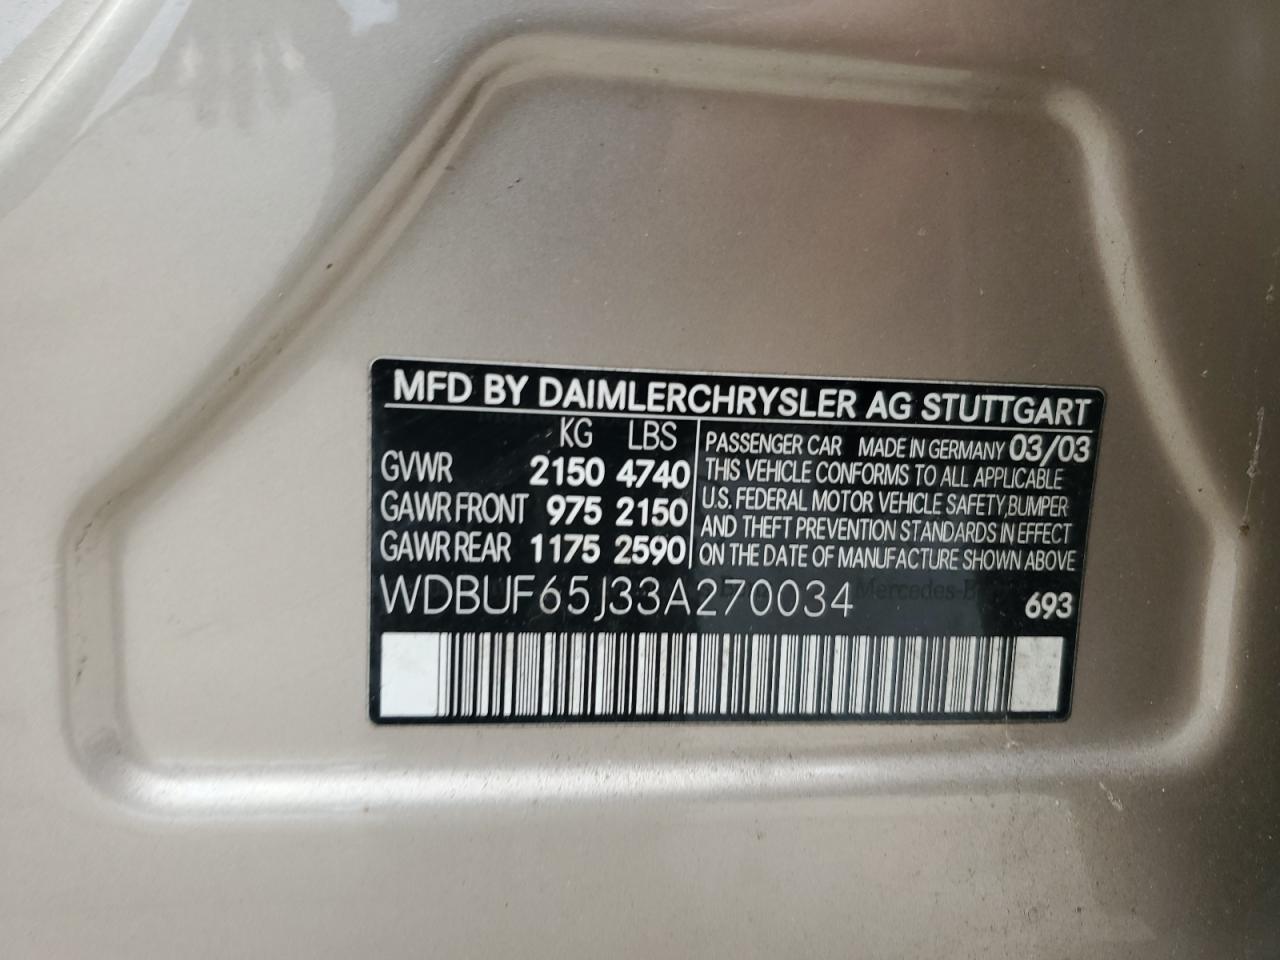 MFD BY DAIMLERCHRYSLER AG STUTTGART
KG LBS
GVWR 2150 4740
GAWR FRONT 975 2150
GAWR REAR 1175 2590
PASSENGER CAR MADE IN GERMANY 03/03
THIS VEHICLE CONFORMS TO ALL APPLICABLE
U.S. FEDERAL MOTOR VEHICLE SAFETY, BUMPER
AND THEFT PREVENTION STANDARDS IN EFFECT
ON THE DATE OF MANUFACTURE SHOWN ABOVE
WDBUF65J33A270034
693